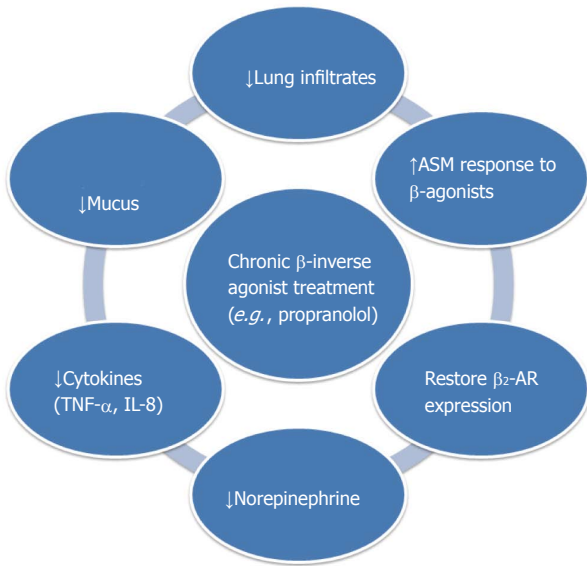 ↓Lung infiltrates
↑ASM response to
β-agonists
↓Mucus
Chronic β-inverse
agonist treatment
(e.g., propranolol)
↓Cytokines
(TNF-α, IL-8)
Restore β₂-AR
expression
↓Norepinephrine